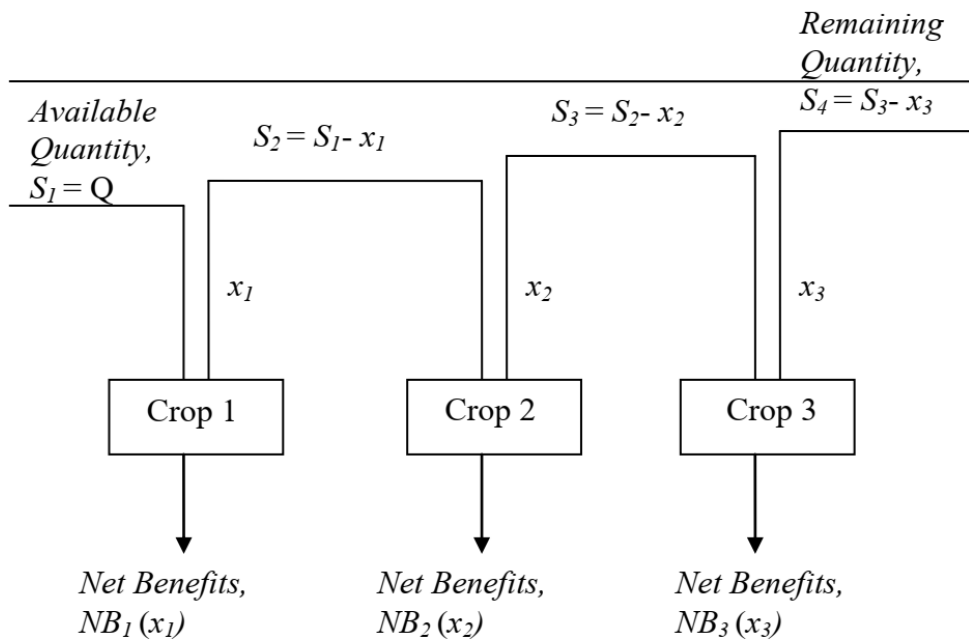 Remaining
Quantity,
S₄ = S₃- x₃
Available
Quantity,
S₁ = Q
S₂ = S₁- x₁
S₃ = S₂- x₂
x₁
x₂
x₃
Crop 1
Crop 2
Crop 3
Net Benefits,
NB₁ (x₁)
Net Benefits,
NB₂ (x₂)
Net Benefits,
NB₃ (x₃)